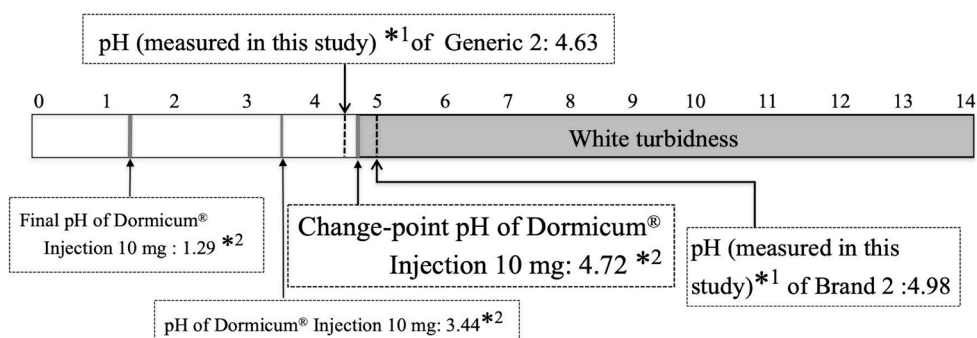 pH (measured in this study) *1of Generic 2: 4.63
0 1 2 3 4 5 6 7 8 9 10 11 12 13 14
White turbidness
Final pH of Dormicum®
Injection 10 mg : 1.29 *2
Change-point pH of Dormicum®
Injection 10 mg: 4.72 *2
pH (measured in this
study)*1 of Brand 2 :4.98
pH of Dormicum® Injection 10 mg: 3.44*2